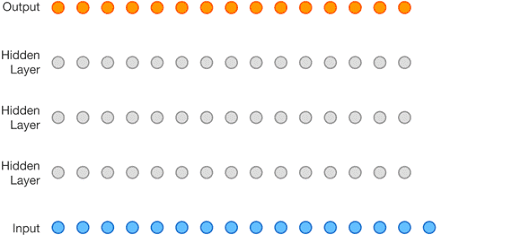 Output
Hidden
Layer
Hidden
Layer
Hidden
Layer
Input